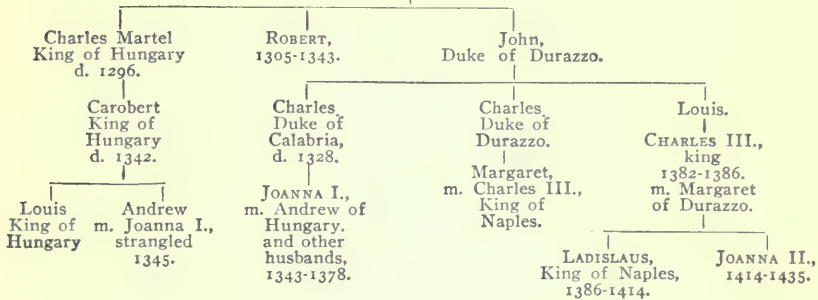 Charles Martel
King of Hungary
d. 1296.
ROBERT,
1305-1343.
John,
Duke of Durazzo.
Carobert
King of
Hungary
d. 1342.
Charles,
Duke of
Calabria,
d. 1328.
Charles
Duke of
Durazzo.
Louis.
Louis
King of
Hungary
Andrew
m. Joanna I.,
strangled
1345.
JOANNA I.,
m. Andrew of
Hungary.
and other
husbands,
1343-1378.
Margaret,
m. Charles III.,
King of
Naples.
CHARLES III.,
king
1382-1386.
m. Margaret
of Durazzo.
LADISLAUS,
King of Naples,
1386-1414.
JOANNA II.,
1414-1435.